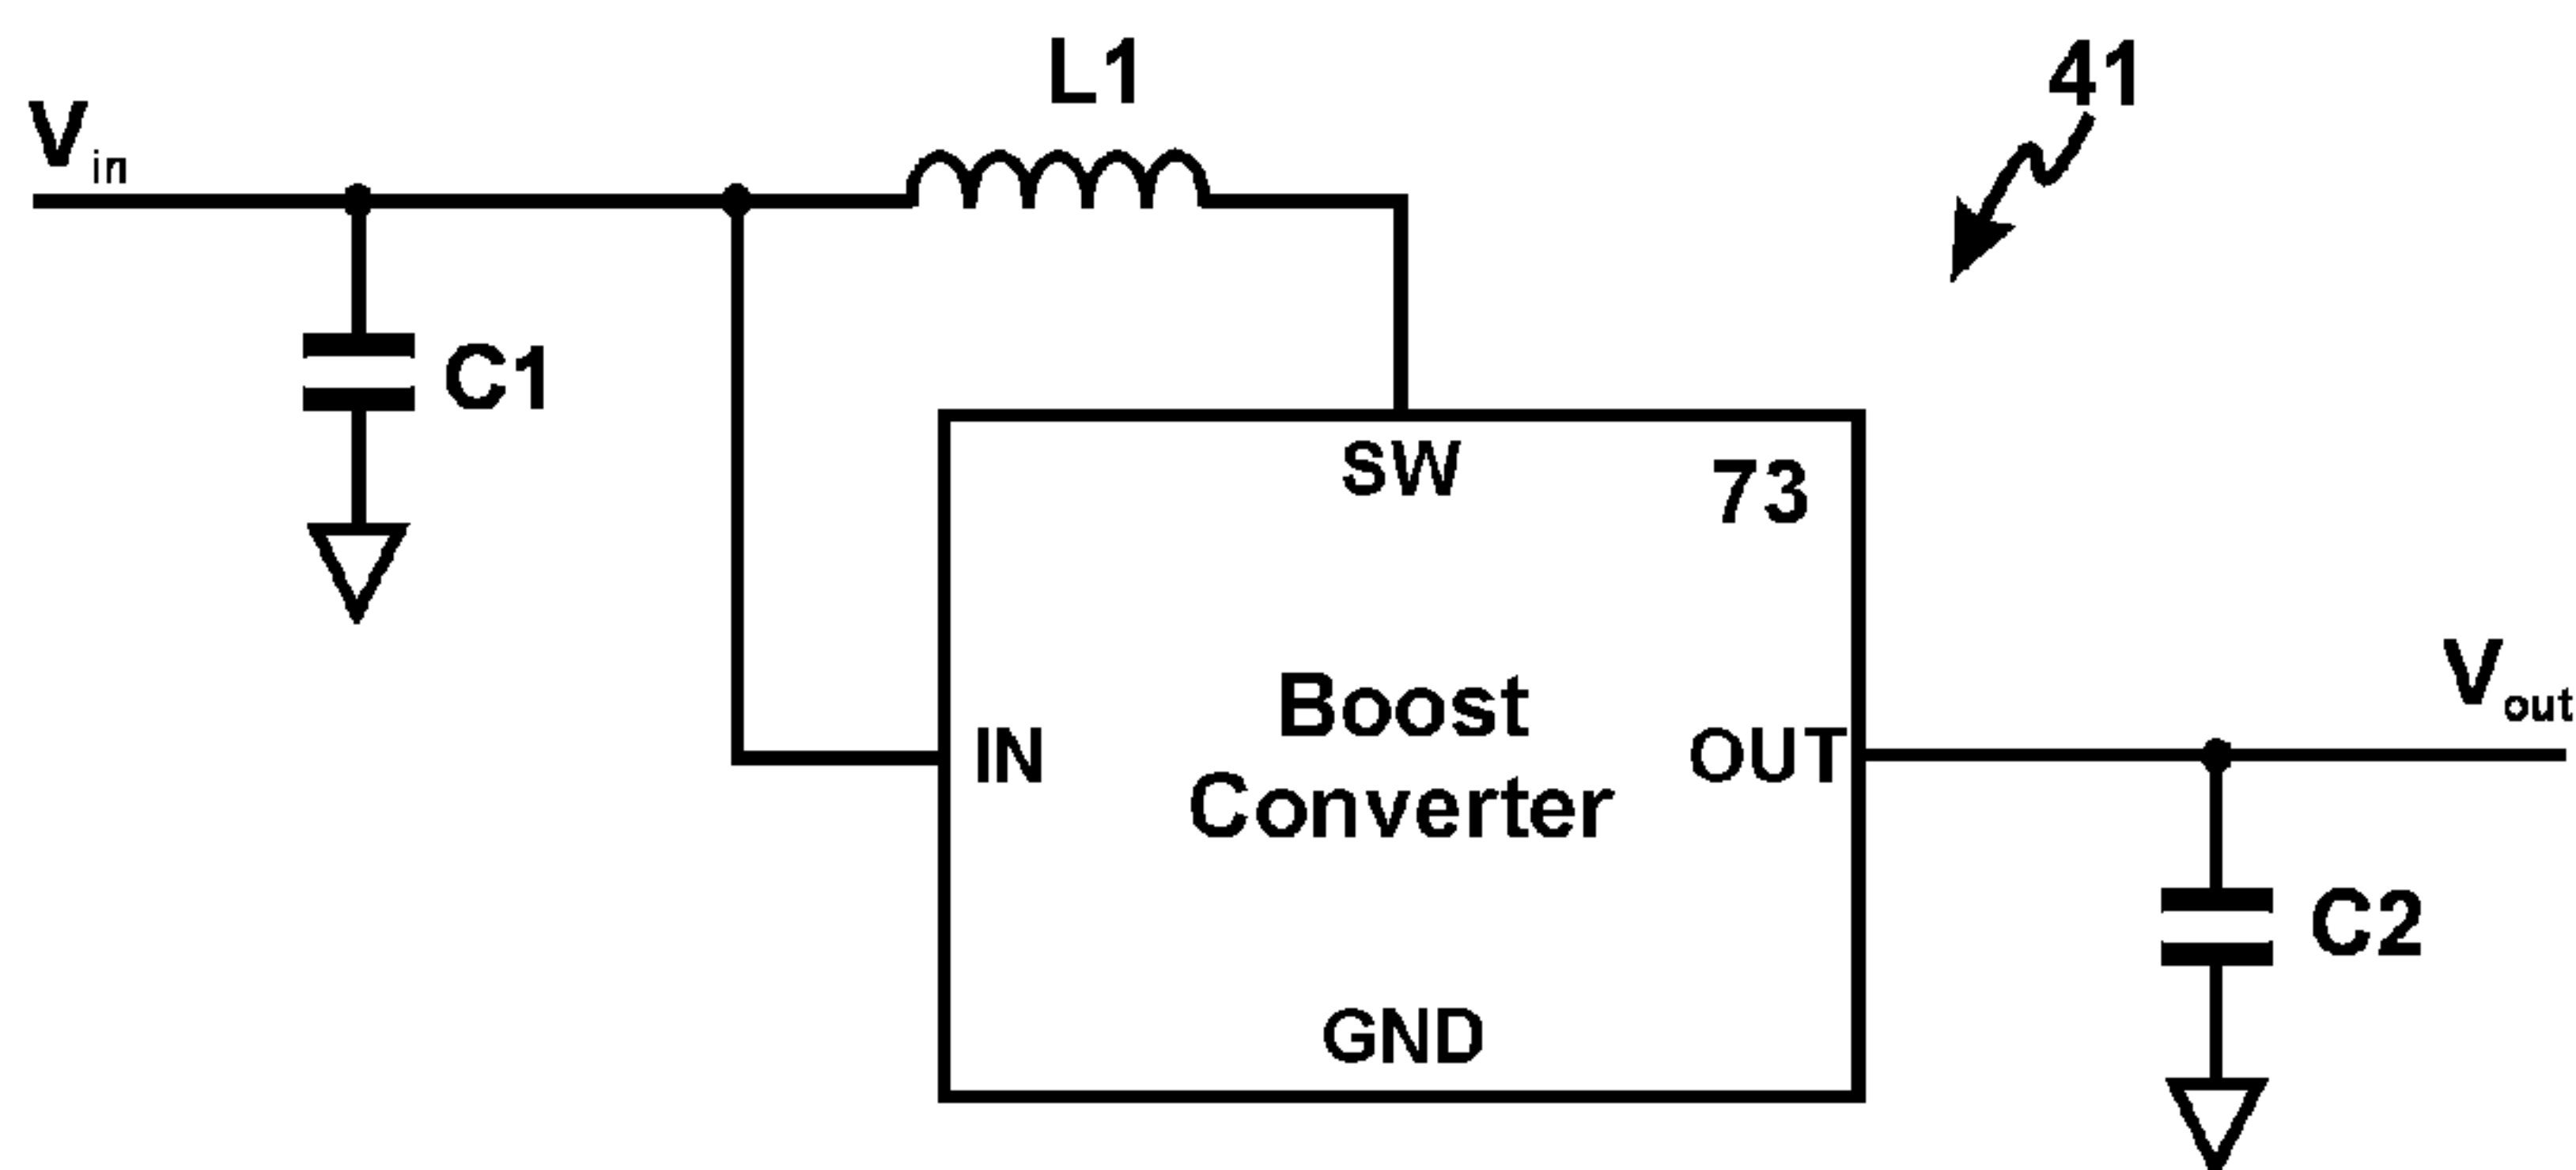 L1
41
Vin
C1
SW
73
Boost
Converter
IN
OUT
Vout
C2
GND